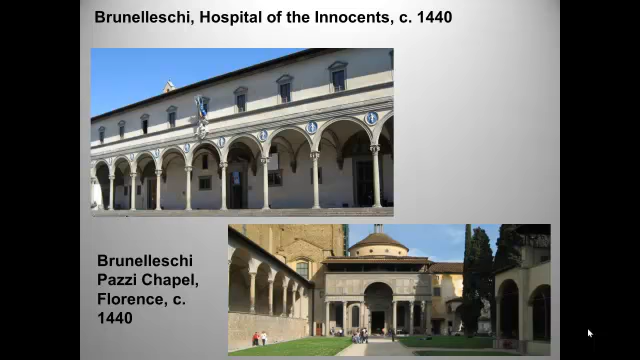 Brunelleschi, Hospital of the Innocents, c. 1440
Brunelleschi
Pazzi Chapel,
Florence, c.
1440